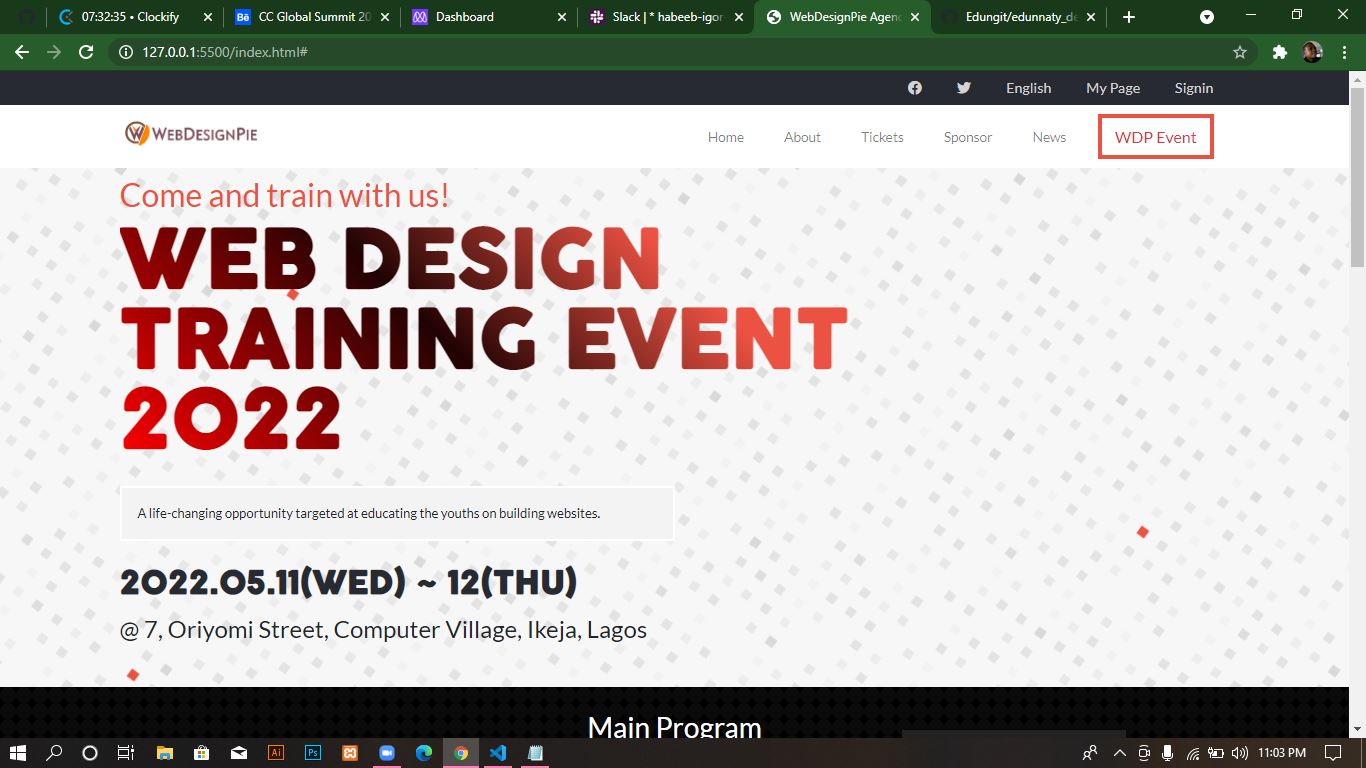 07:32:35 • Clockify
CC Global Summit 20
Dashboard
Slack | * habeeb-igor
WebDesignPie Agenc
Edungit/edunnaty_de
127.0.0.1:5500/index.html#
English
My Page
Signin
WEBDESIGNPIE
Home
About
Tickets
Sponsor
News
WDP Event
Come and train with us!
WEB DESIGN
TRAINING EVENT
2022
A life-changing opportunity targeted at educating the youths on building websites.
2022.05.11(WED) ~ 12(THU)
@ 7, Oriyomi Street, Computer Village, Ikeja, Lagos
Main Program
11:03 PM